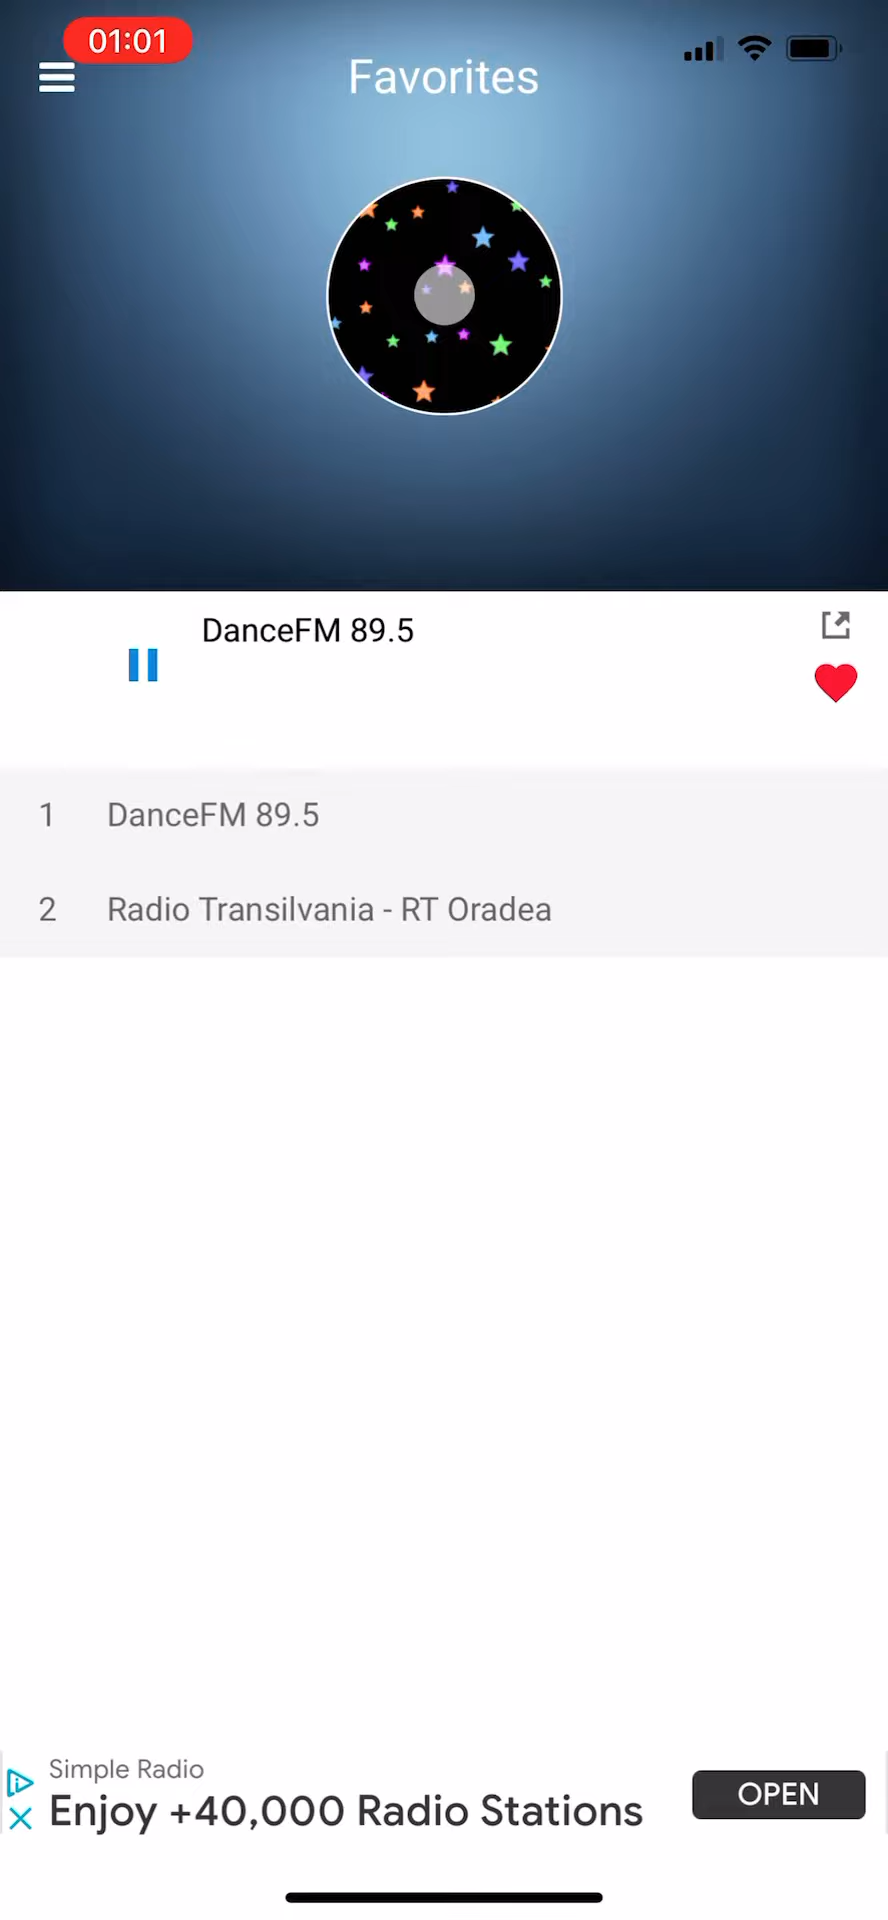 01:01
Favorites
DanceFM 89.5
1 DanceFM 89.5
2 Radio Transilvania - RT Oradea
Simple Radio
Enjoy +40,000 Radio Stations
OPEN